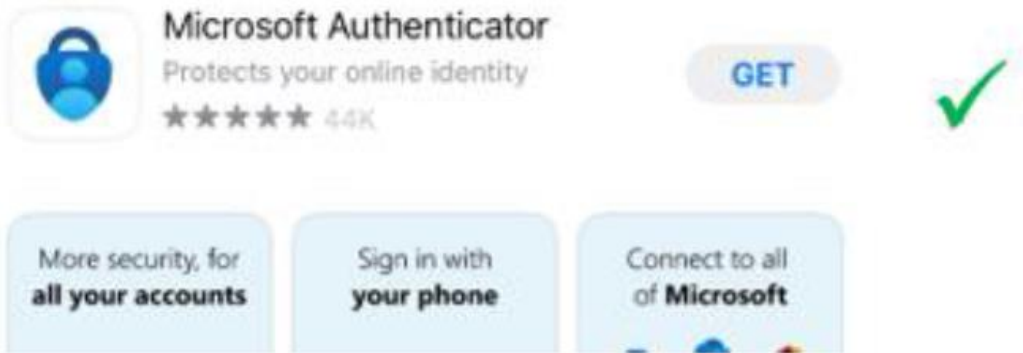 Microsoft Authenticator
Protects your online identity
GET
★★★★★ 44K
More security, for
all your accounts
Sign in with
your phone
Connect to all
of Microsoft